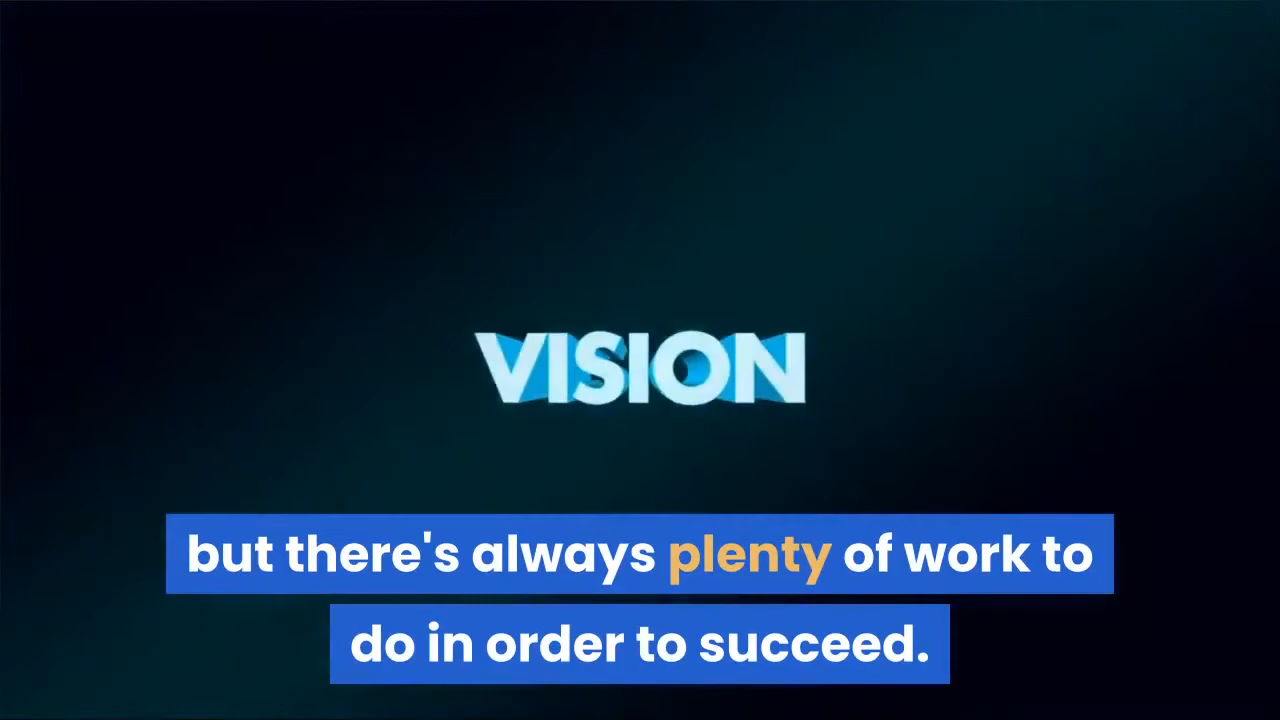 VISION
but there's always plenty of work to
do in order to succeed.